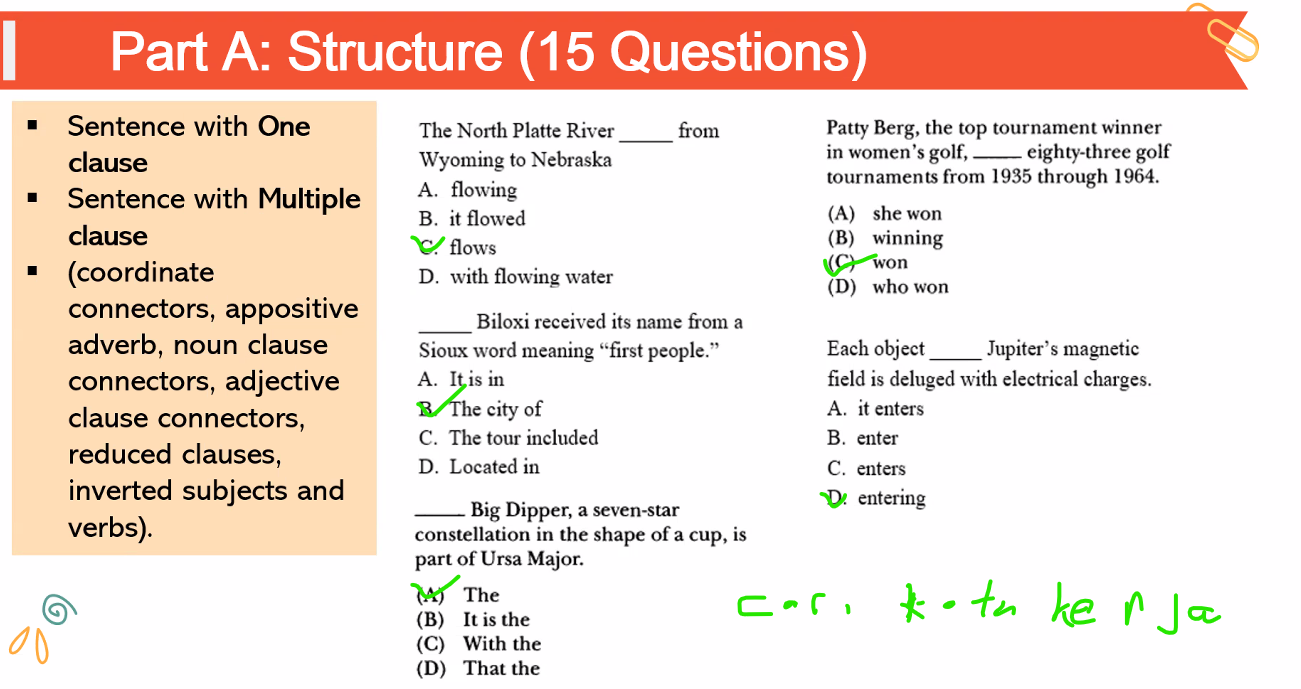 Part A: Structure (15 Questions)
▪ Sentence with One
clause
▪ Sentence with Multiple
clause
▪ (coordinate
connectors, appositive
adverb, noun clause
connectors, adjective
clause connectors,
reduced clauses,
inverted subjects and
verbs).
The North Platte River _____ from
Wyoming to Nebraska
A. flowing
B. it flowed
C. flows
D. with flowing water
_____ Biloxi received its name from a
Sioux word meaning “first people.”
A. It is in
B. The city of
C. The tour included
D. Located in
_____ Big Dipper, a seven-star
constellation in the shape of a cup, is
part of Ursa Major.
(A) The
(B) It is the
(C) With the
(D) That the
Patty Berg, the top tournament winner
in women’s golf, _____ eighty-three golf
tournaments from 1935 through 1964.
(A) she won
(B) winning
(C) won
(D) who won
Each object _____ Jupiter’s magnetic
field is deluged with electrical charges.
A. it enters
B. enter
C. enters
D. entering
cari kerja